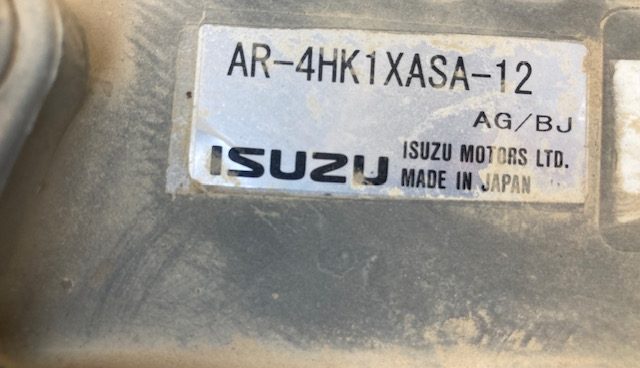 AR-4HK1XASA-12
AG/BJ
ISUZU
ISUZU MOTORS LTD.
MADE IN JAPAN